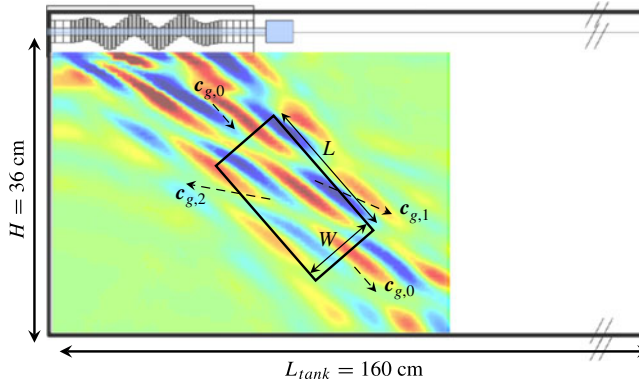 c_{g,0}
L
c_{g,2}
c_{g,1}
W
c_{g,0}
H = 36 cm
L_{tank} = 160 cm